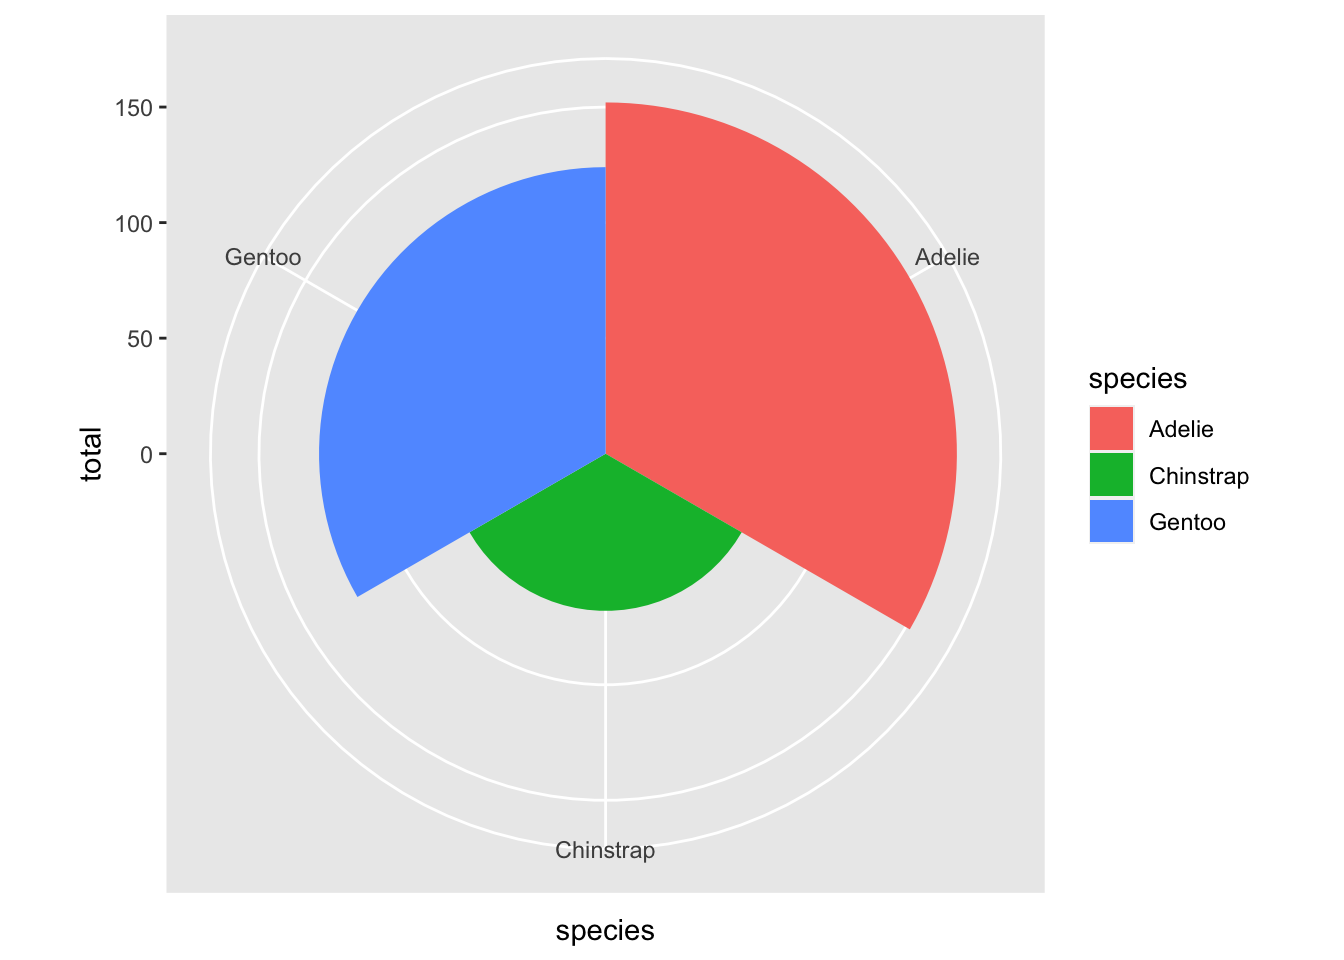 150
100
50
0
total
Gentoo
Adelie
Chinstrap
species
species
Adelie
Chinstrap
Gentoo